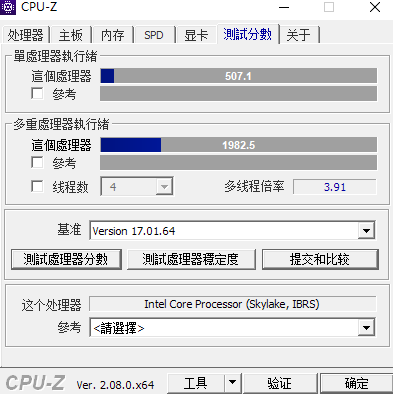 CPU-Z
处理器 主板 内存 SPD 显卡 測試分數 关于
單處理器執行緒
這個處理器 507.1
參考
多重處理器執行緒
這個處理器 1982.5
參考
线程数 4 多线程倍率 3.91
基准 Version 17.01.64
測試處理器分數 測試處理器穩定度 提交和比较
这个处理器 Intel Core Processor (Skylake, IBRS)
參考 <請選擇>
CPU-Z Ver. 2.08.0.x64 工具 验证 确定